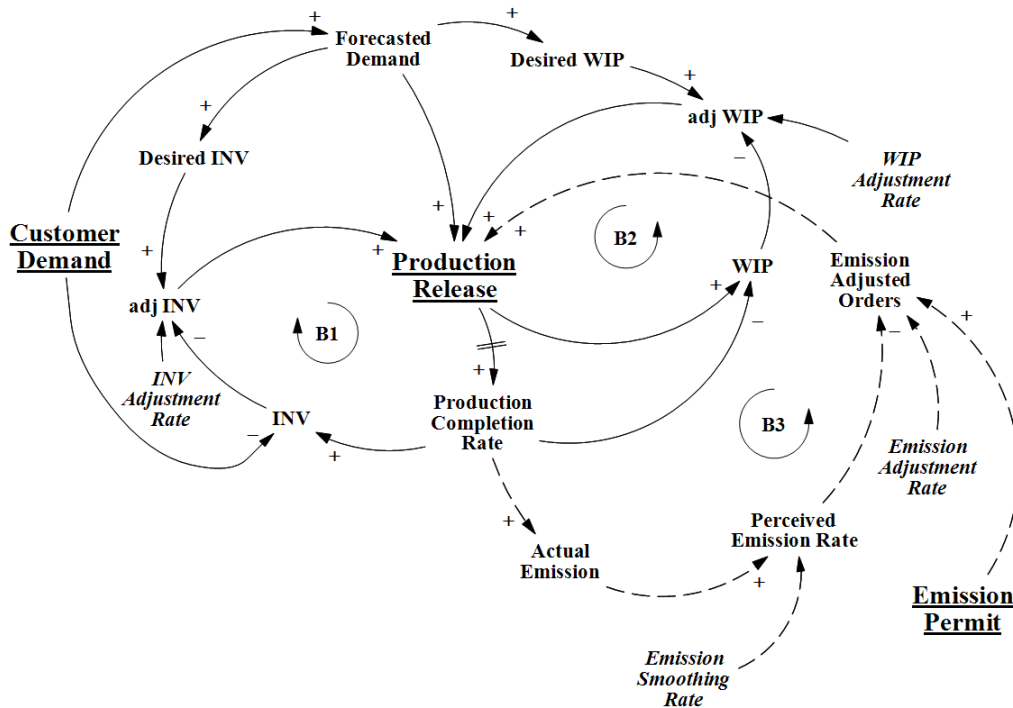 Forecasted
Demand
Desired WIP
adj WIP
Desired INV
WIP
Adjustment
Rate
Customer
Demand
Production
Release
B2
WIP
Emission
Adjusted
Orders
adj INV
B1
INV
Adjustment
Rate
INV
Production
Completion
Rate
B3
Emission
Adjustment
Rate
Perceived
Emission Rate
Actual
Emission
Emission
Permit
Emission
Smoothing
Rate
+
+
+
+
+
–
+
+
+
+
+
+
–
–
+
–
+
–
+
+
+